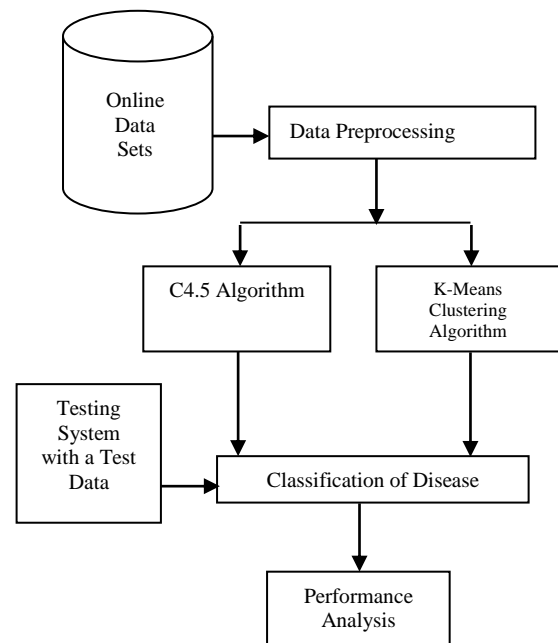 Online
Data
Sets
Data Preprocessing
C4.5 Algorithm
K-Means
Clustering
Algorithm
Testing
System
with a Test
Data
Classification of Disease
Performance
Analysis